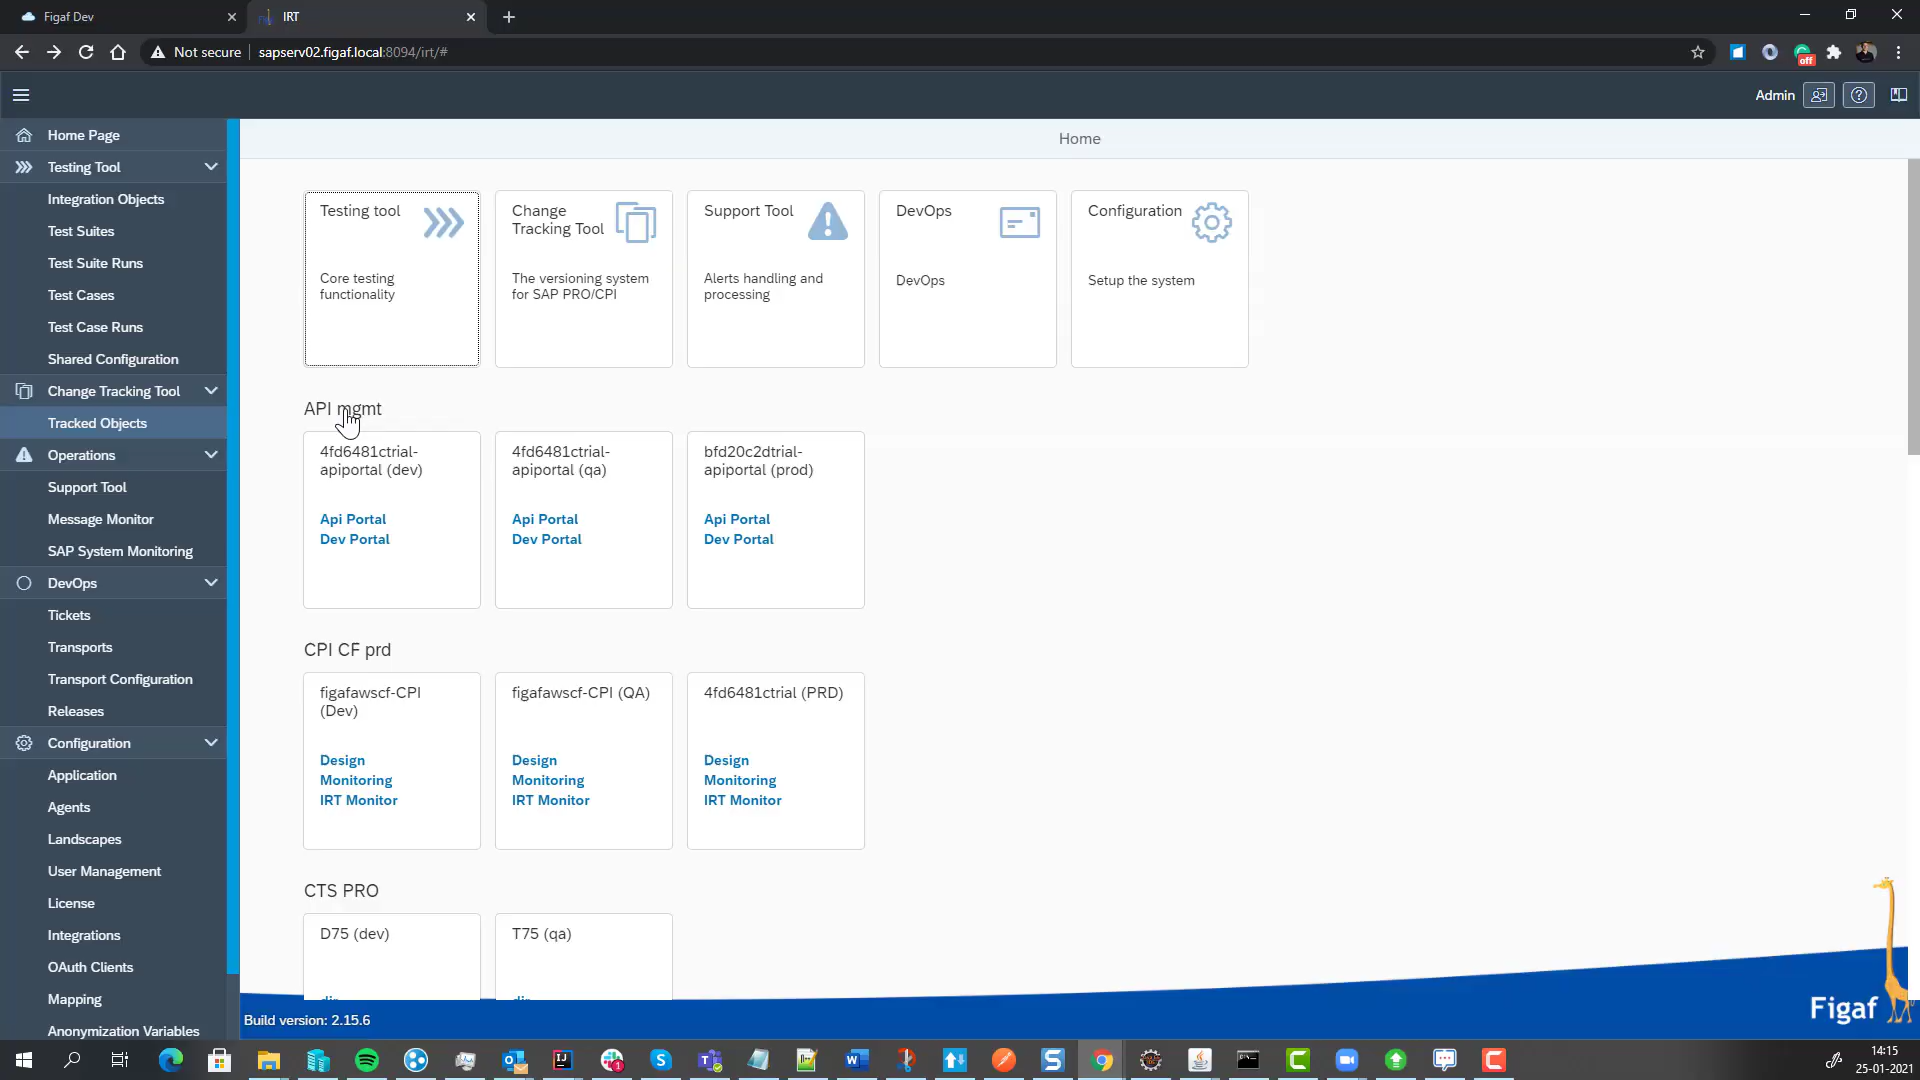 Figaf Dev
IRT
Not secure
sapserv02.figaf.local:8094/irt/#
off
Admin
Home Page
Testing Tool
Integration Objects
Test Suites
Test Suite Runs
Test Cases
Test Case Runs
Shared Configuration
Change Tracking Tool
Tracked Objects
Operations
Support Tool
Message Monitor
SAP System Monitoring
DevOps
Tickets
Transports
Transport Configuration
Releases
Configuration
Application
Agents
Landscapes
User Management
License
Integrations
OAuth Clients
Mapping
Anonymization Variables
Home
Testing tool
Core testing
functionality
Change
Tracking Tool
The versioning system
for SAP PRO/CPI
Support Tool
Alerts handling and
processing
DevOps
DevOps
Configuration
Setup the system
API mgmt
4fd6481ctrial-
apiportal (dev)
Api Portal
Dev Portal
4fd6481ctrial-
apiportal (qa)
Api Portal
Dev Portal
bfd20c2dtrial-
apiportal (prod)
Api Portal
Dev Portal
CPI CF prd
figafawscf-CPI
(Dev)
Design
Monitoring
IRT Monitor
figafawscf-CPI (QA)
Design
Monitoring
IRT Monitor
4fd6481ctrial (PRD)
Design
Monitoring
IRT Monitor
CTS PRO
D75 (dev)
dir
T75 (qa)
dir
Figaf
Build version: 2.15.6
14:15
25-01-2021